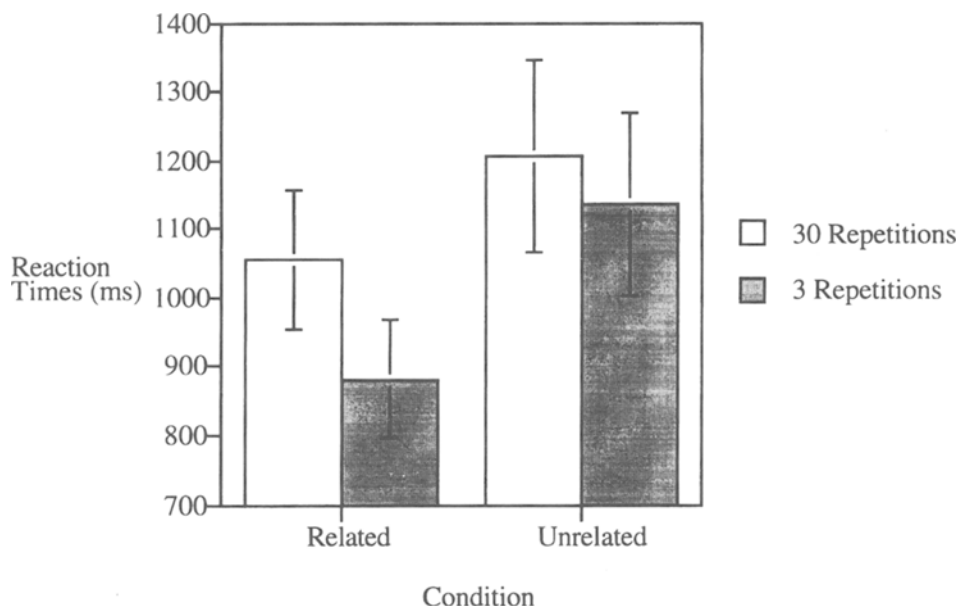 1400
1300
1200
1100
1000
900
800
700
Reaction
Times (ms)
Related
Unrelated
Condition
30 Repetitions
3 Repetitions